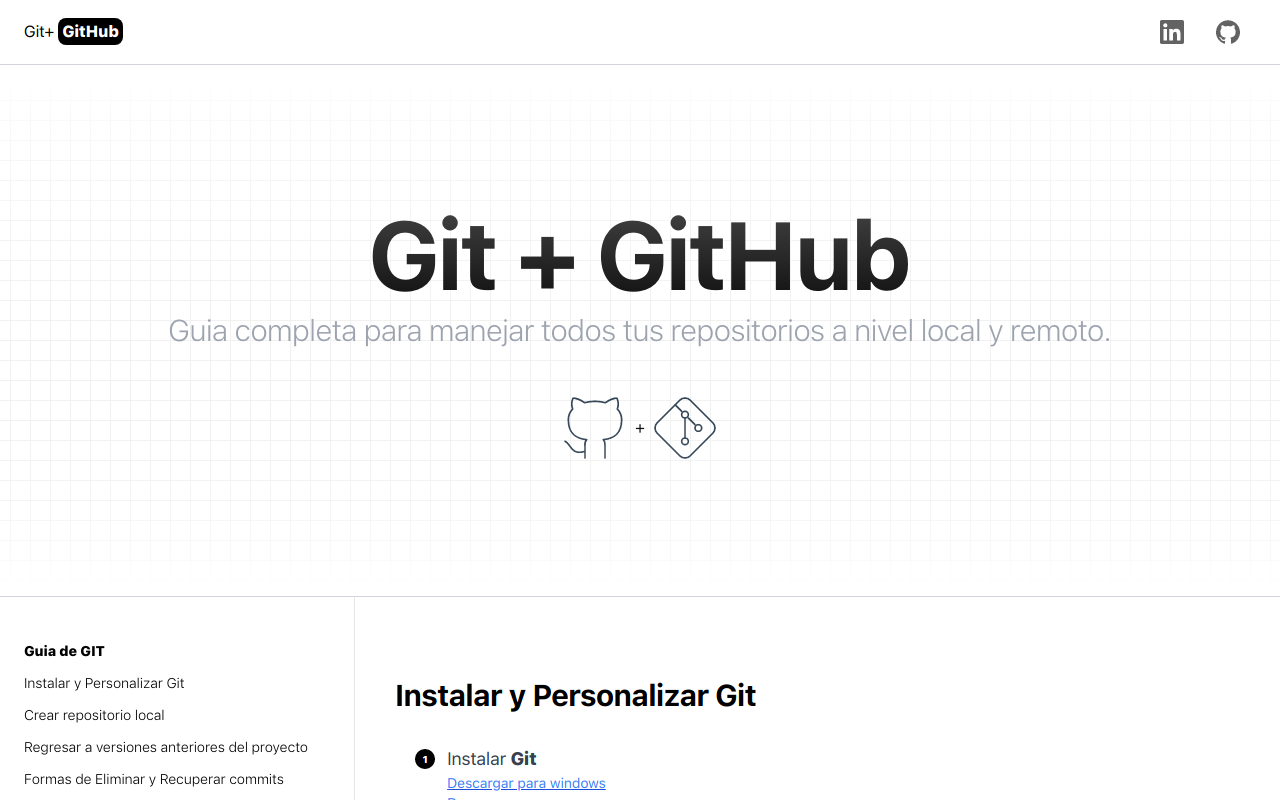 Git+ GitHub
Git + GitHub
Guia completa para manejar todos tus repositorios a nivel local y remoto.
+
Guia de GIT
Instalar y Personalizar Git
Crear repositorio local
Regresar a versiones anteriores del proyecto
Formas de Eliminar y Recuperar commits
Instalar y Personalizar Git
1 Instalar Git
Descargar para windows